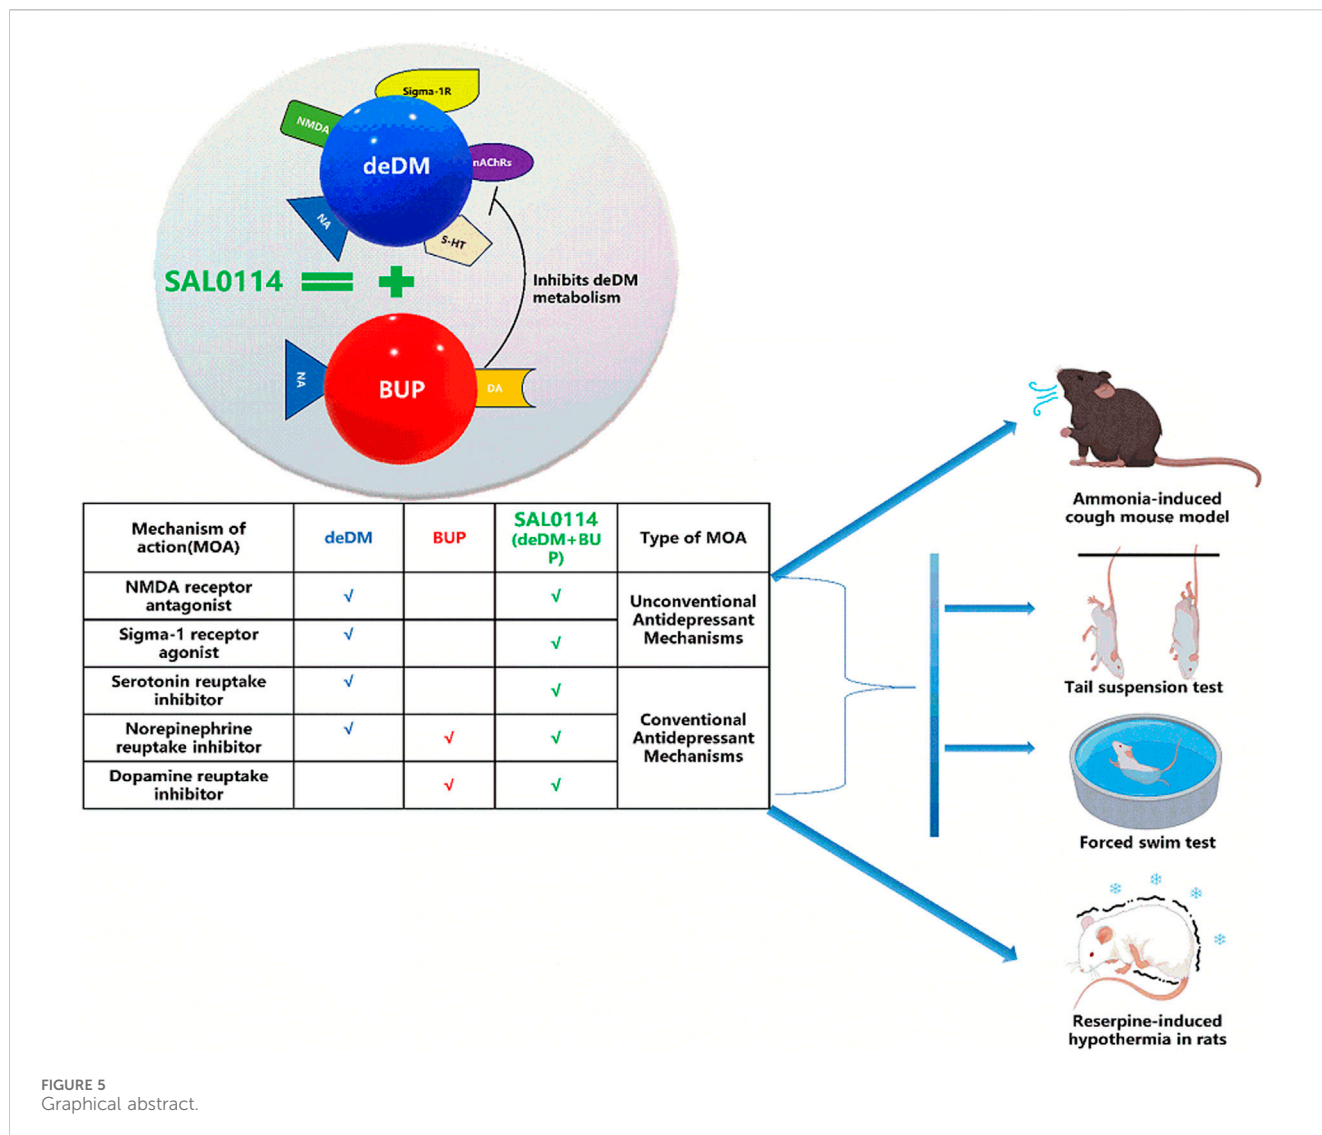 Sigma-1R
NMDA
deDM
nAChRs
NA
5-HT
SAL0114 = +
Inhibits deDM
metabolism
NA
BUP
DA
Mechanism of
action(MOA)
deDM
BUP
SAL0114
(deDM+BU
P)
Type of MOA
NMDA receptor
antagonist
√
√
Sigma-1 receptor
agonist
√
√
Unconventional
Antidepressant
Mechanisms
Serotonin reuptake
inhibitor
√
√
Norepinephrine
reuptake inhibitor
√
√
√
Dopamine reuptake
inhibitor
√
√
Conventional
Antidepressant
Mechanisms
Ammonia-induced
cough mouse model
Tail suspension test
Forced swim test
Reserpine-induced
hypothermia in rats
FIGURE 5
Graphical abstract.